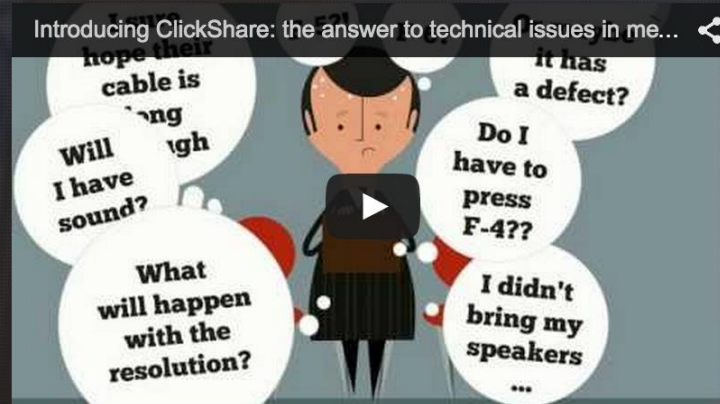 Introducing ClickShare: the answer to technical issues in me...
hope their
cable is
Will
I have
sound?
What
will happen
with the
resolution?
it has
a defect?
Do I
have to
press
F-4??
I didn't
bring my
speakers
...